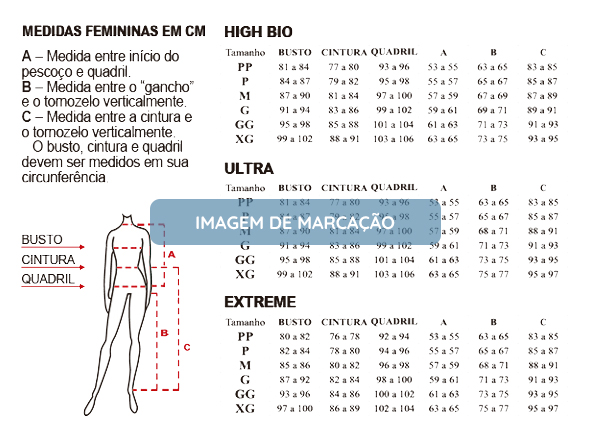 MEDIDAS FEMININAS EM CM
A – Medida entre início do
pescoço e quadril.
B – Medida entre o “gancho”
e o tornozelo verticalmente.
C – Medida entre a cintura e
o tornozelo verticalmente.
O busto, cintura e quadril
devem ser medidos em sua
circunferência.
BUSTO
CINTURA
QUADRIL
A
B
C
HIGH BIO
Tamanho BUSTO CINTURA QUADRIL A B C
PP 81 a 84 77 a 80 93 a 96 53 a 55 63 a 65 83 a 85
P 84 a 87 79 a 82 95 a 98 55 a 57 65 a 67 85 a 87
M 87 a 90 81 a 84 97 a 100 57 a 59 67 a 69 87 a 89
G 91 a 94 83 a 86 99 a 102 59 a 61 69 a 71 89 a 91
GG 95 a 98 85 a 88 101 a 104 61 a 63 71 a 73 91 a 93
XG 99 a 102 88 a 91 103 a 106 63 a 65 73 a 75 93 a 95
ULTRA
Tamanho BUSTO CINTURA QUADRIL A B C
PP 81 a 84 77 a 80 93 a 96 53 a 55 63 a 65 83 a 85
P 55 a 57 65 a 67 85 a 87
M 57 a 59 68 a 71 88 a 91
G 91 a 94 83 a 86 99 a 102 59 a 61 71 a 73 91 a 93
GG 95 a 98 85 a 88 101 a 104 61 a 63 73 a 75 93 a 95
XG 99 a 102 88 a 91 103 a 106 63 a 65 75 a 77 95 a 97
IMAGEM DE MARCAÇÃO
EXTREME
Tamanho BUSTO CINTURA QUADRIL A B C
PP 80 a 82 76 a 78 92 a 94 53 a 55 63 a 65 83 a 85
P 82 a 84 78 a 80 94 a 96 55 a 57 65 a 67 85 a 87
M 85 a 86 80 a 82 96 a 98 57 a 59 68 a 71 88 a 91
G 87 a 92 82 a 84 98 a 100 59 a 61 71 a 73 91 a 93
GG 93 a 96 84 a 86 100 a 102 61 a 63 73 a 75 93 a 95
XG 97 a 100 86 a 89 102 a 104 63 a 65 75 a 77 95 a 97